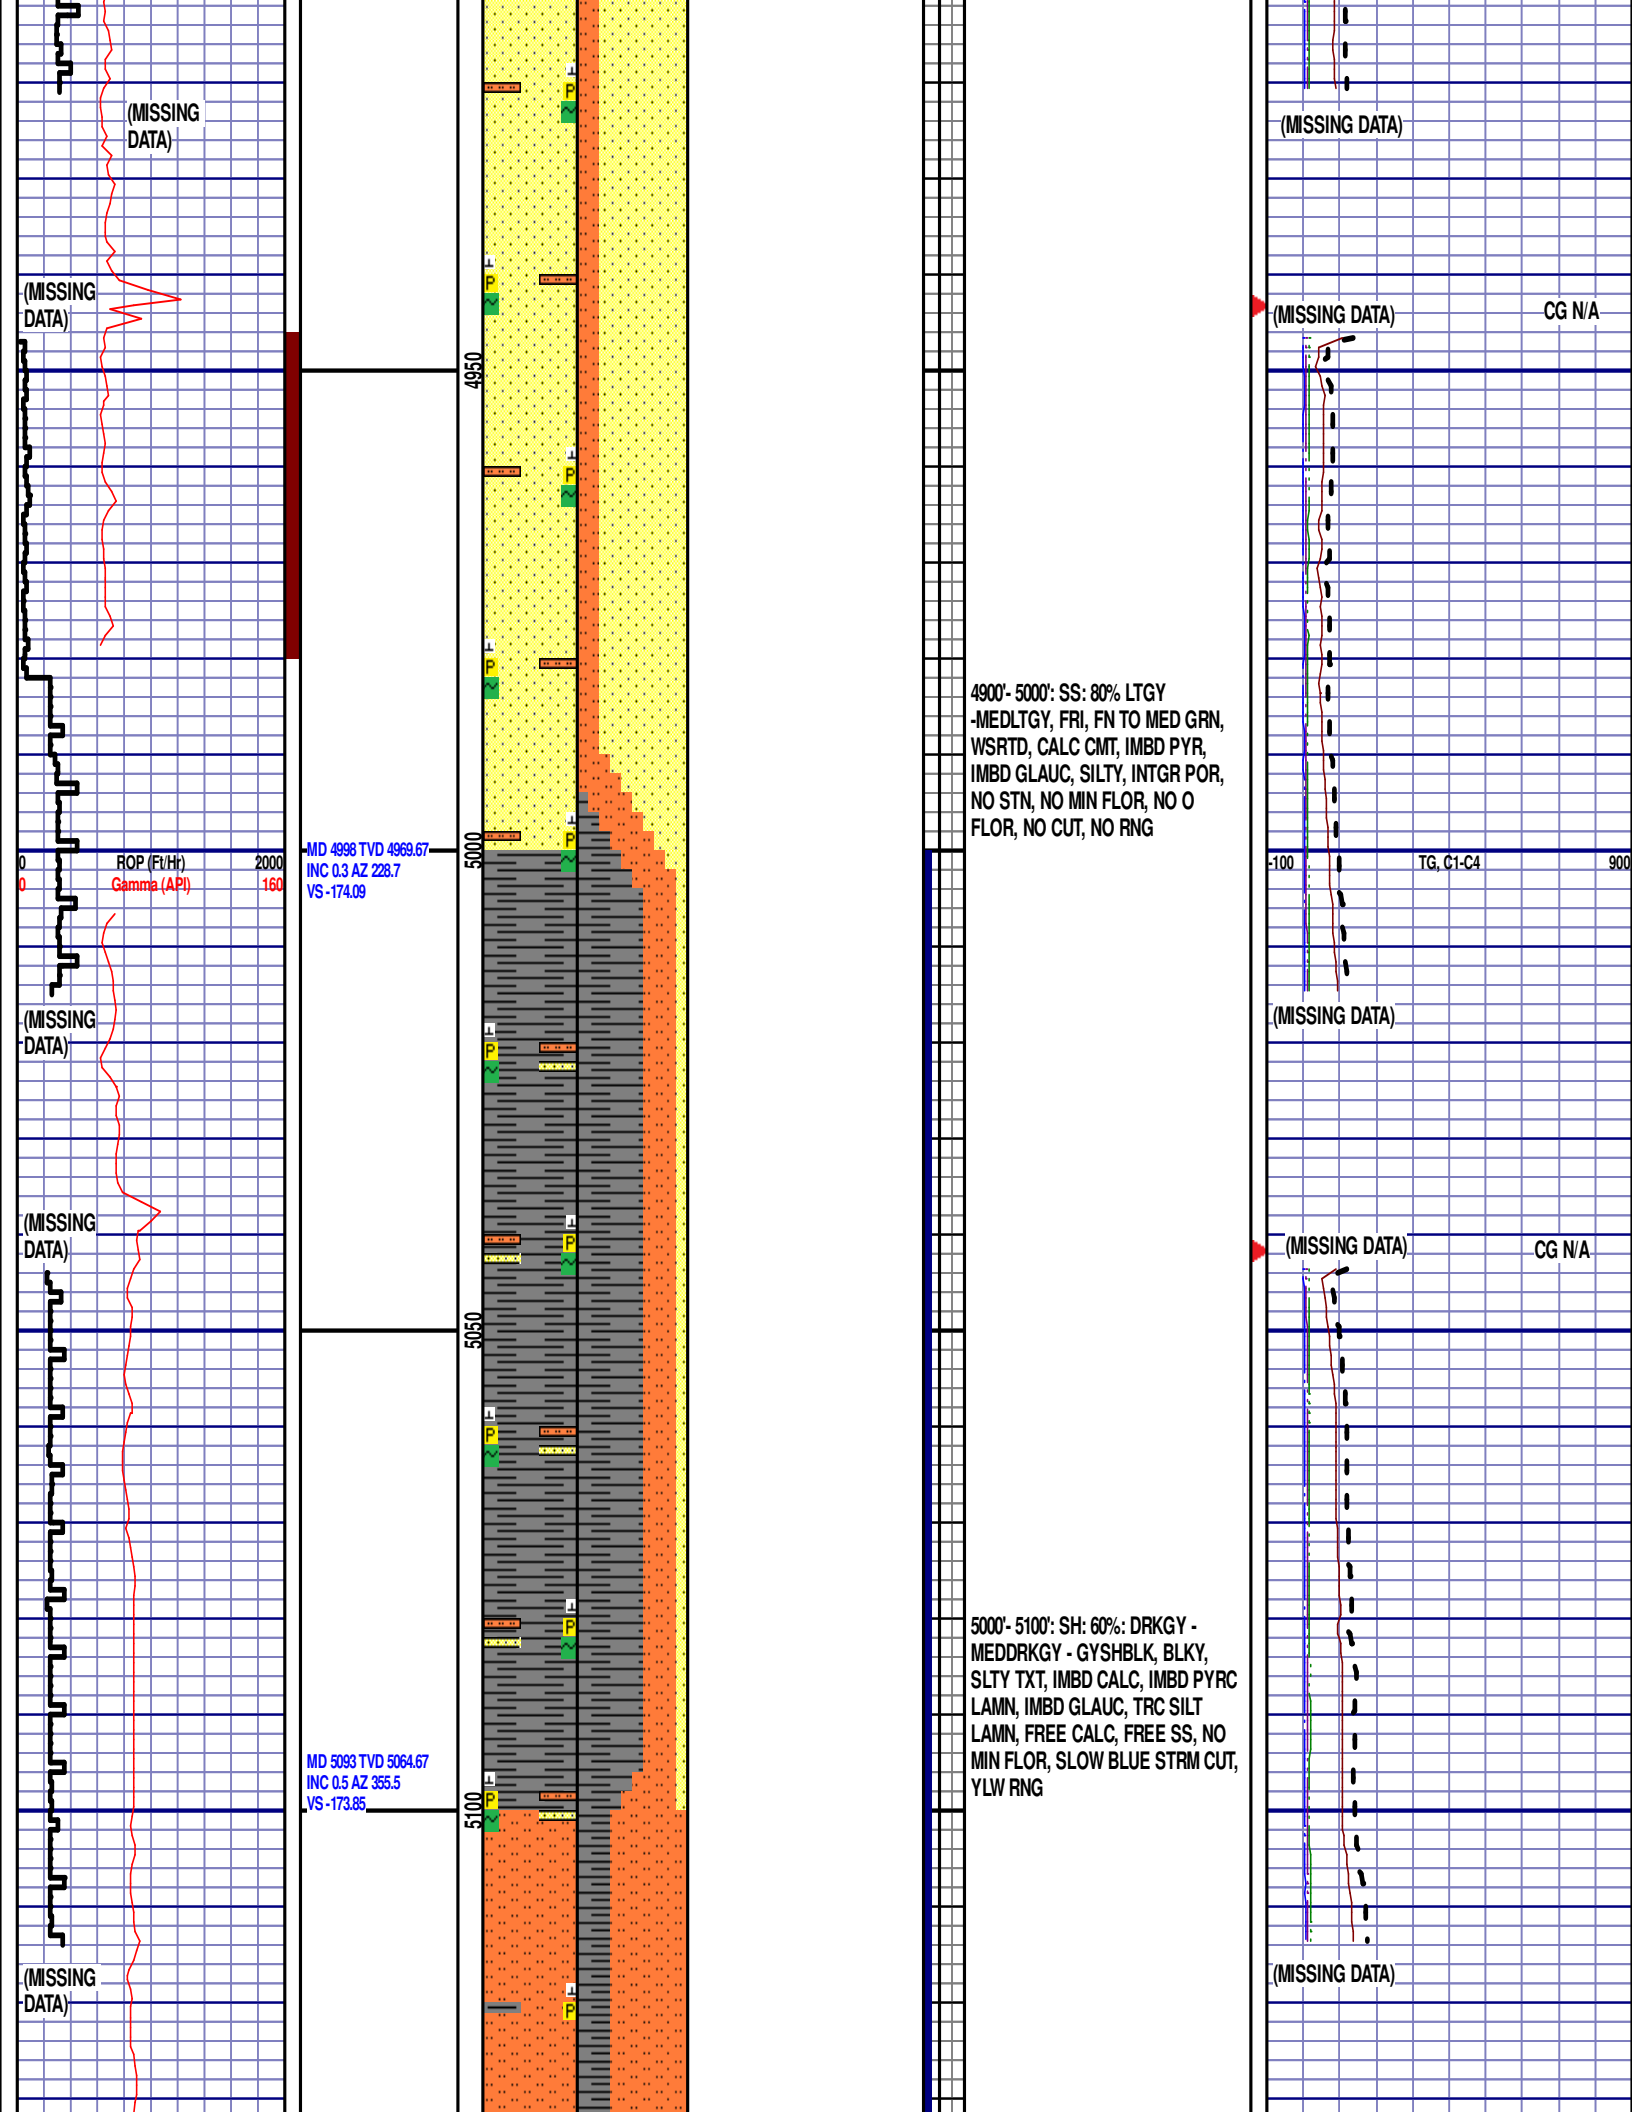 (MISSING
DATA)
(MISSING DATA)
(MISSING
DATA)
(MISSING DATA)
CG N/A
4950
4900'- 5000': SS: 80% LTGY
-MEDLTGY, FRI, FN TO MED GRN,
WSRTD, CALC CMT, IMBD PYR,
IMBD GLAUC, SILTY, INTGR POR,
NO STN, NO MIN FLOR, NO O
FLOR, NO CUT, NO RNG
0 ROP (Ft/Hr) 2000
0 Gamma (API) 160
MD 4998 TVD 4969.67
INC 0.3 AZ 228.7
VS -174.09
5000
-100 TG, C1-C4 900
(MISSING
DATA)
(MISSING DATA)
(MISSING
DATA)
(MISSING DATA)
CG N/A
5050
5000'- 5100': SH: 60%: DRKGY -
MEDDRKGY - GYSHBLK, BLKY,
SLTY TXT, IMBD CALC, IMBD PYRC
LAMN, IMBD GLAUC, TRC SILT
LAMN, FREE CALC, FREE SS, NO
MIN FLOR, SLOW BLUE STRM CUT,
YLW RNG
MD 5093 TVD 5064.67
INC 0.5 AZ 355.5
VS -173.85
5100
(MISSING
DATA)
(MISSING DATA)
P
P
P
P
P
P
P
P
P
P
P